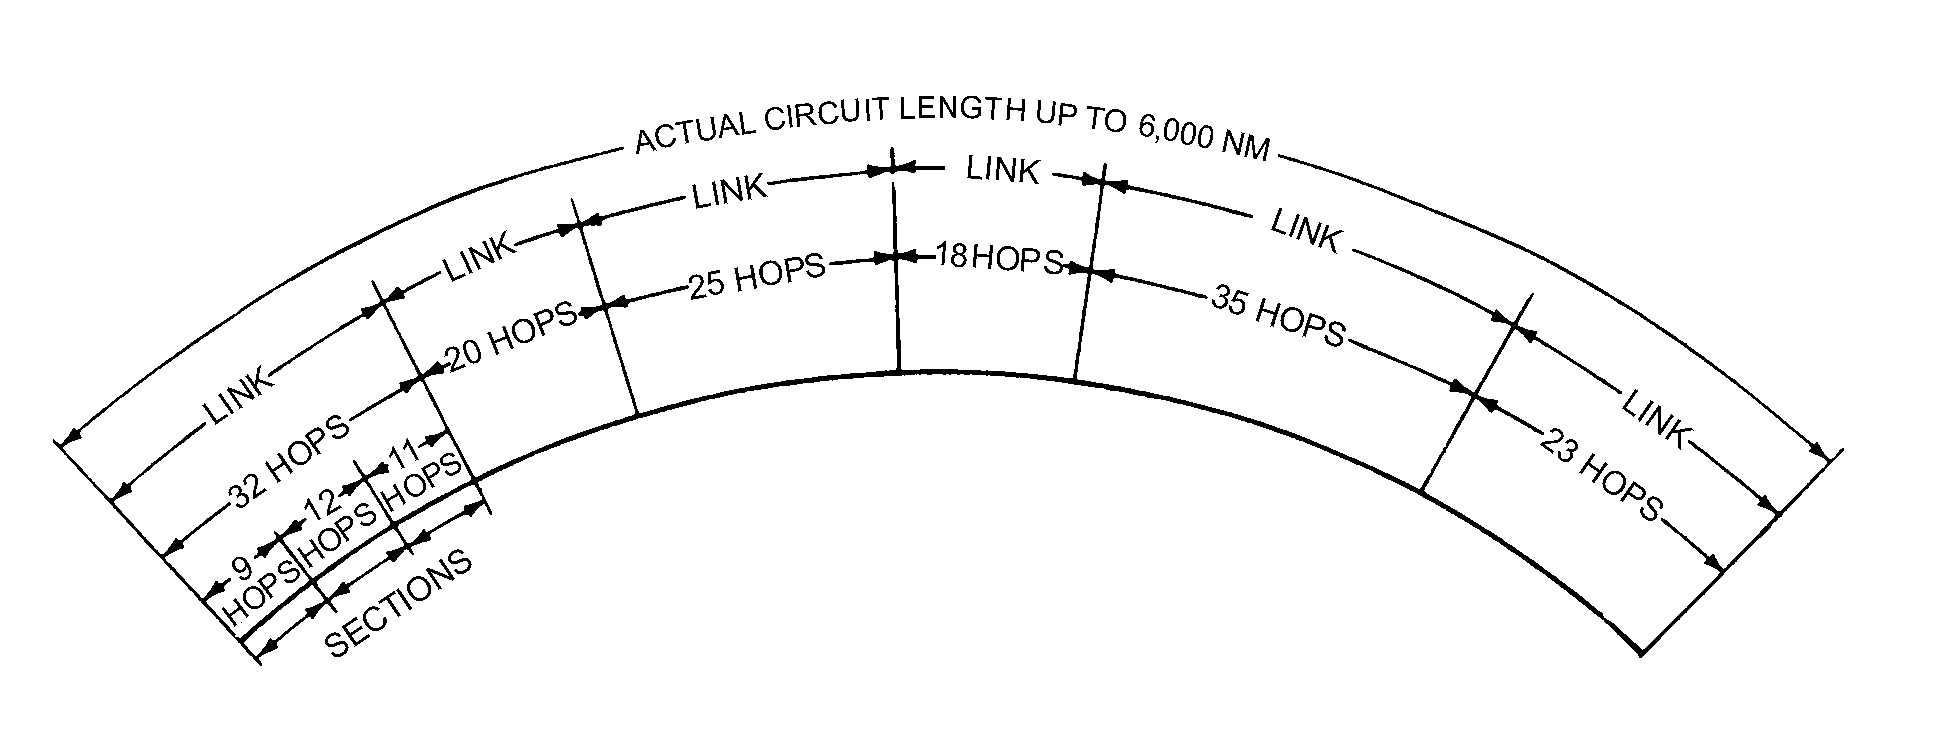 ACTUAL CIRCUIT LENGTH UP TO 6,000 NM
LINK
LINK
LINK
LINK
LINK
LINK
32 HOPS
20 HOPS
25 HOPS
18 HOPS
35 HOPS
23 HOPS
9
HOPS
12
HOPS
11
HOPS
SECTIONS